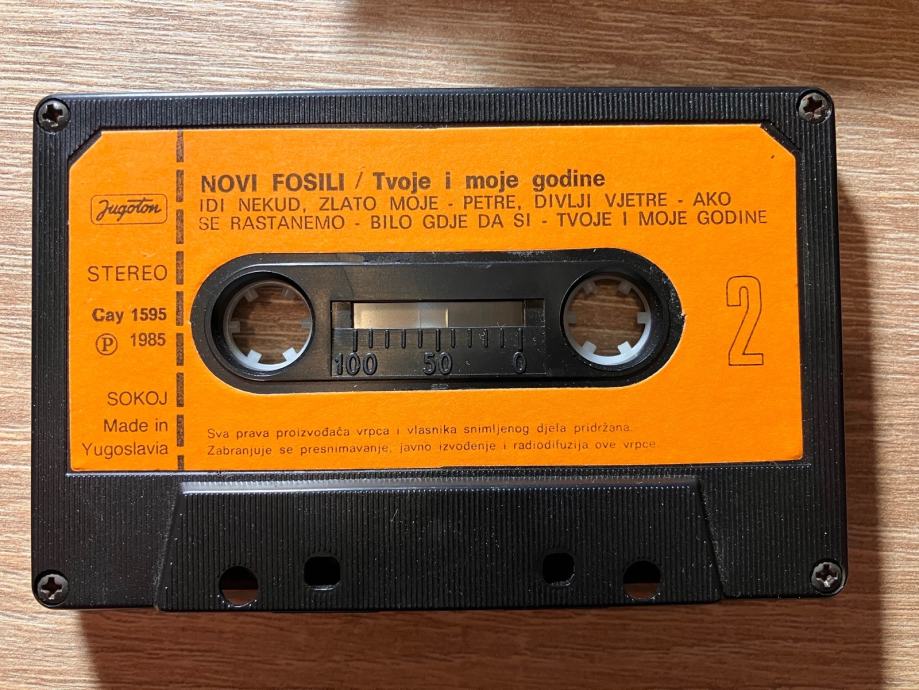 Jugoton
STEREO
Cay 1595
Ⓟ 1985
SOKOJ
Made in
Yugoslavia
NOVI FOSILI / Tvoje i moje godine
IDI NEKUD, ZLATO MOJE - PETRE, DIVLJI VJETRE - AKO
SE RASTANEMO - BILO GDJE DA SI - TVOJE I MOJE GODINE
100 50 0
2
Sva prava proizvođača vrpca i vlasnika snimljenog djela pridržana.
Zabranjuje se presnimavanje, javno izvođenje i radiodifuzija ove vrpce